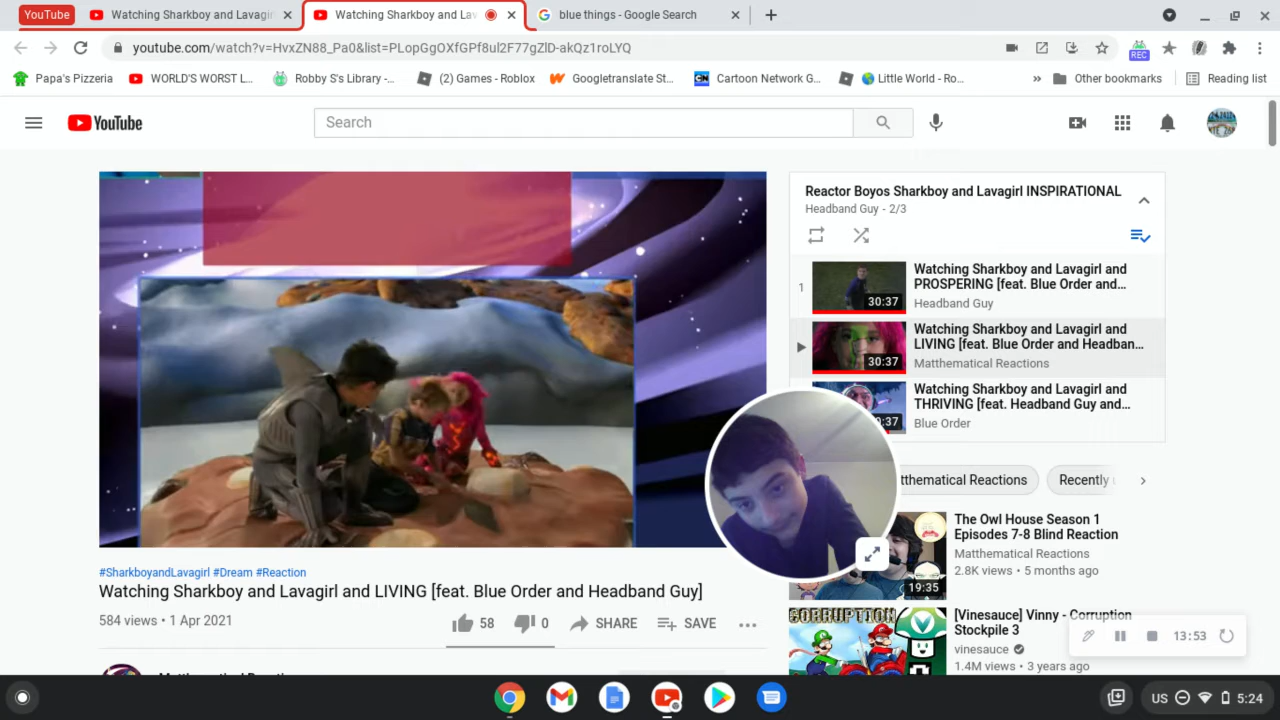 YouTube
Watching Sharkboy and Lavagirl
Watching Sharkboy and Lav
blue things - Google Search
youtube.com/watch?v=HvxZN88_Pa0&list=PLopGgOXfGPf8ul2F77gZlD-akQz1roLYQ
REC
Papa's Pizzeria
WORLD'S WORST L...
Robby S's Library -...
(2) Games - Roblox
Googletranslate St...
CN
Cartoon Network G...
Little World - Ro...
»
Other bookmarks
Reading list
YouTube
Search
Reactor Boyos Sharkboy and Lavagirl INSPIRATIONAL
Headband Guy - 2/3
1
30:37
Watching Sharkboy and Lavagirl and
PROSPERING [feat. Blue Order and...
Headband Guy
30:37
Watching Sharkboy and Lavagirl and
LIVING [feat. Blue Order and Headban...
Matthematical Reactions
Watching Sharkboy and Lavagirl and
THRIVING [feat. Headband Guy and...
Blue Order
tthematical Reactions
Recently
The Owl House Season 1
Episodes 7-8 Blind Reaction
Matthematical Reactions
2.8K views • 5 months ago
19:35
#SharkboyandLavagirl #Dream #Reaction
Watching Sharkboy and Lavagirl and LIVING [feat. Blue Order and Headband Guy]
584 views • 1 Apr 2021
58
0
SHARE
SAVE
CORRUPTION
[Vinesauce] Vinny - Corruption
Stockpile 3
vinesauce
1.4M views • 3 years ago
13:53
US
5:24